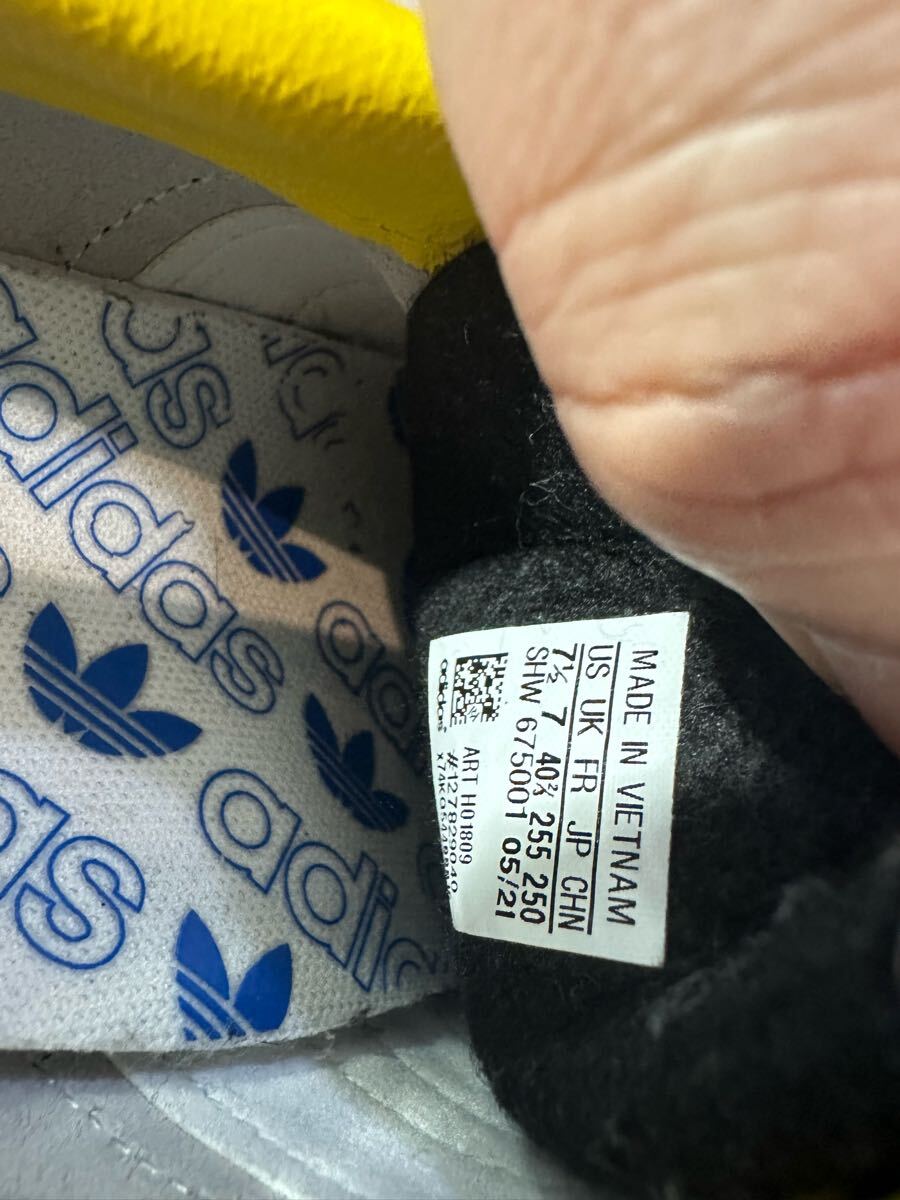 MADE IN VIETNAM
US UK FR JP CHN
7½ 7 40⅔ 255 250
SHW 675001 05/21
ART H01809
#127829040
adidas
adidas
adidas
adidas